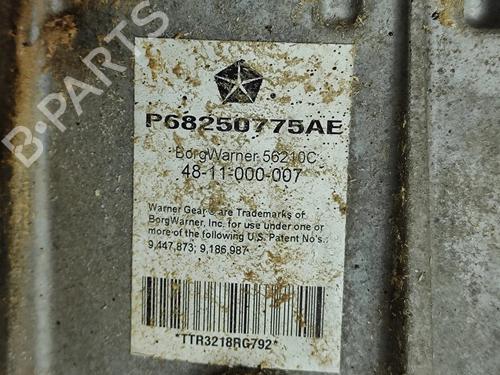 B-PARTS
P68250775AE
BorgWarner 56210C
48-11-000-007
Warner Gear ® are Trademarks of
BorgWarner, Inc. for use under one or
more of the following U.S. Patent No's.:
9,447,873; 9,186,987
*TTR3218RG792*